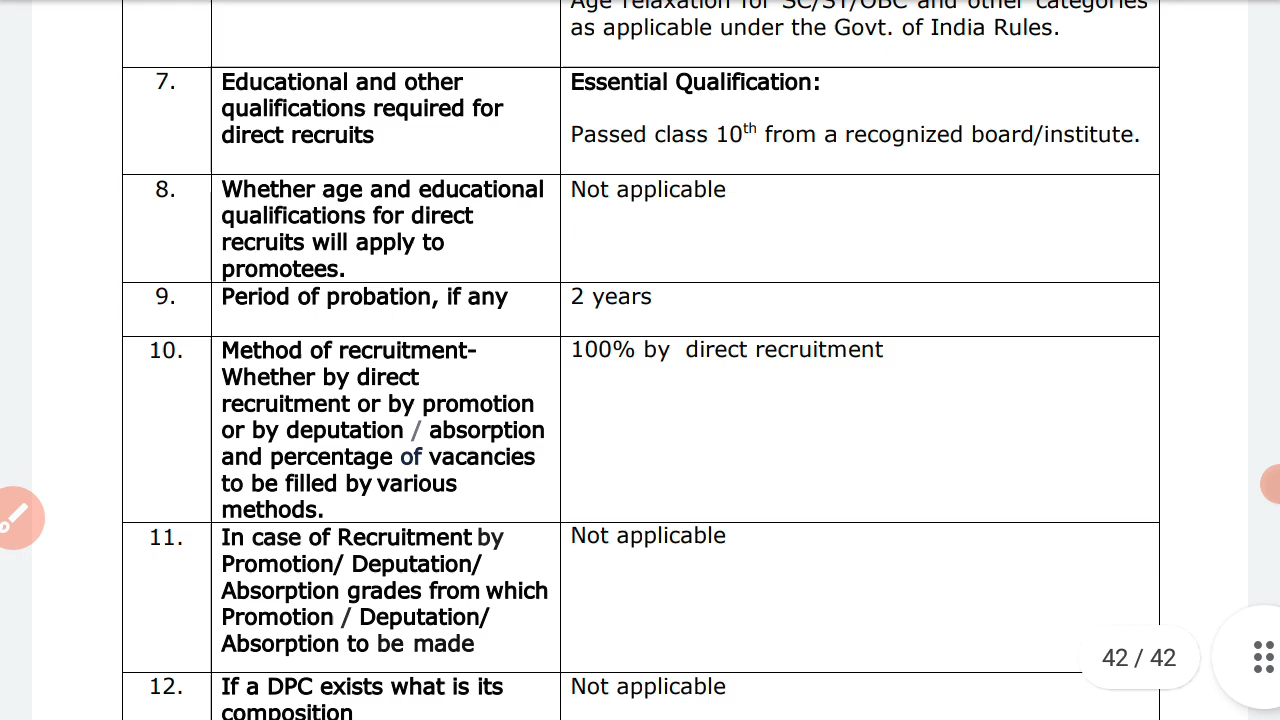 Age relaxation for SC/ST/OBC and other categories
as applicable under the Govt. of India Rules.
7.
Educational and other
qualifications required for
direct recruits
Essential Qualification:
Passed class 10th from a recognized board/institute.
8.
Whether age and educational
qualifications for direct
recruits will apply to
promotees.
Not applicable
9.
Period of probation, if any
2 years
10.
Method of recruitment-
Whether by direct
recruitment or by promotion
or by deputation / absorption
and percentage of vacancies
to be filled by various
methods.
100% by direct recruitment
11.
In case of Recruitment by
Promotion/ Deputation/
Absorption grades from which
Promotion / Deputation/
Absorption to be made
Not applicable
12.
If a DPC exists what is its
composition
Not applicable
42 / 42